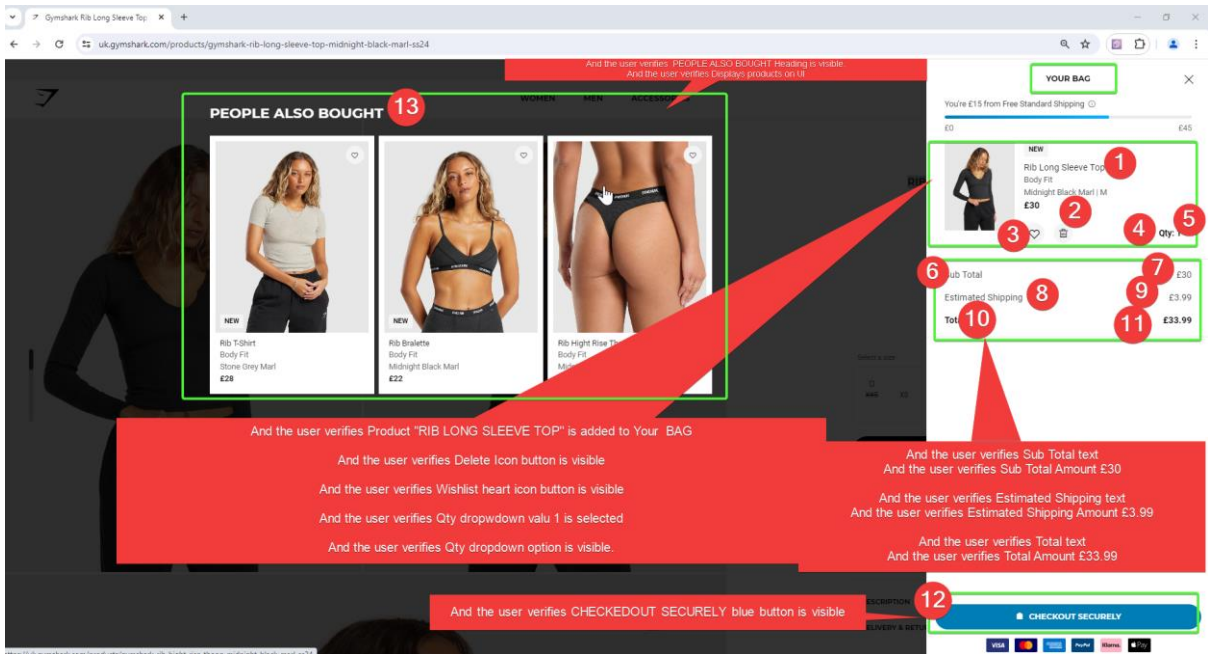 Gymshark Rib Long Sleeve Top
uk.gymshark.com/products/gymshark-rib-long-sleeve-top-midnight-black-marl-ss24
And the user verifies PEOPLE ALSO BOUGHT Heading is visible
And the user verifies Displays products on UI
WOMEN MEN ACCESSORIES
PEOPLE ALSO BOUGHT 13
NEW
Rib T-Shirt
Body Fit
Stone Grey Marl
£28
NEW
Rib Bralette
Body Fit
Midnight Black Marl
£22
Rib Hight Rise
Body Fit
Select a size
YOUR BAG
You're £15 from Free Standard Shipping
£0 £45
NEW
Rib Long Sleeve Top 1
Body Fit
Midnight Black Marl | M
£30
2
3
4 Qty: 1 5
6 Sub Total 7 £30
Estimated Shipping 8 9 £3.99
Total 10 11 £33.99
And the user verifies Product "RIB LONG SLEEVE TOP" is added to Your BAG
And the user verifies Delete Icon button is visible
And the user verifies Wishlist heart icon button is visible
And the user verifies Qty dropwdown valu 1 is selected
And the user verifies Qty dropdown option is visible.
And the user verifies Sub Total text
And the user verifies Sub Total Amount £30
And the user verifies Estimated Shipping text
And the user verifies Estimated Shipping Amount £3.99
And the user verifies Total text
And the user verifies Total Amount £33.99
And the user verifies CHECKEDOUT SECURELY blue button is visible
12
CHECKOUT SECURELY
VISA PayPal Klarna. Pay